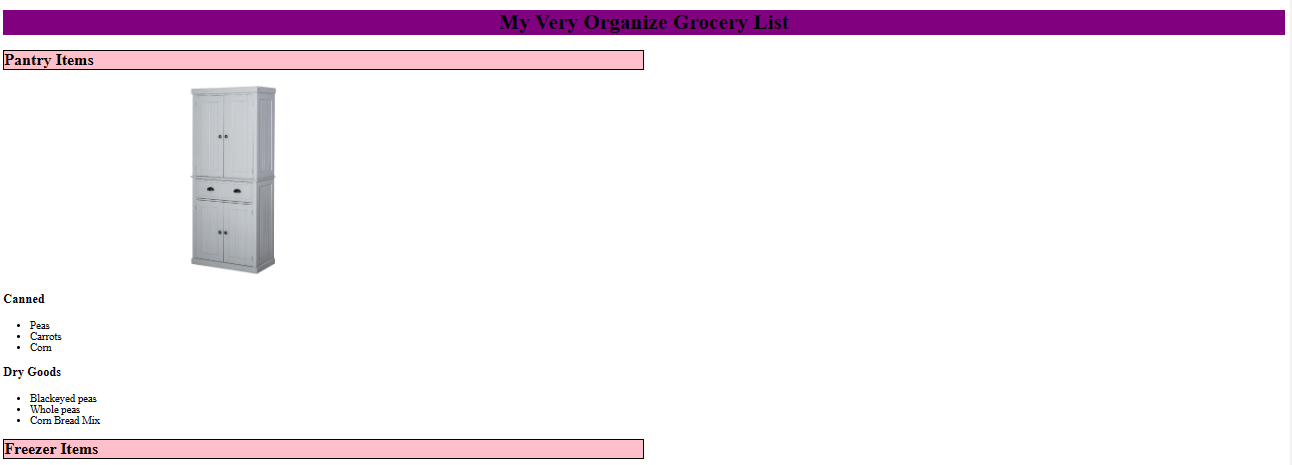 My Very Organize Grocery List
Pantry Items
Canned
Peas
Carrots
Corn
Dry Goods
Blackeyed peas
Whole peas
Corn Bread Mix
Freezer Items